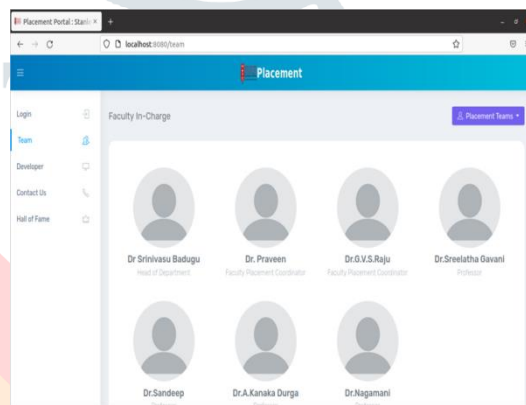 Placement Portal : Stanle ×
localhost:8080/team
Placement
Login
Faculty In-Charge
Placement Teams
Team
Developer
Contact Us
Hall of Fame
Dr Srinivasu Badugu
Dr. Praveen
Dr.G.V.S.Raju
Dr.Sreelatha Gavani
Head of Department
Faculty Placement Coordinator
Faculty Placement Coordinator
Professor
Dr.Sandeep
Dr.A.Kanaka Durga
Dr.Nagamani